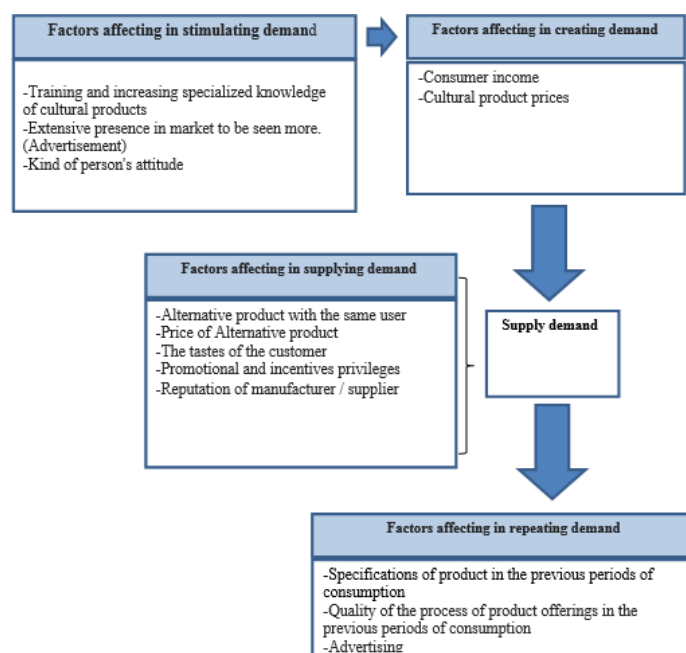 Factors affecting in stimulating demand
-Training and increasing specialized knowledge
of cultural products
-Extensive presence in market to be seen more.
(Advertisement)
-Kind of person's attitude
Factors affecting in creating demand
-Consumer income
-Cultural product prices
Factors affecting in supplying demand
-Alternative product with the same user
-Price of Alternative product
-The tastes of the customer
-Promotional and incentives privileges
-Reputation of manufacturer / supplier
Supply demand
Factors affecting in repeating demand
-Specifications of product in the previous periods of
consumption
-Quality of the process of product offerings in the
previous periods of consumption
-Advertising